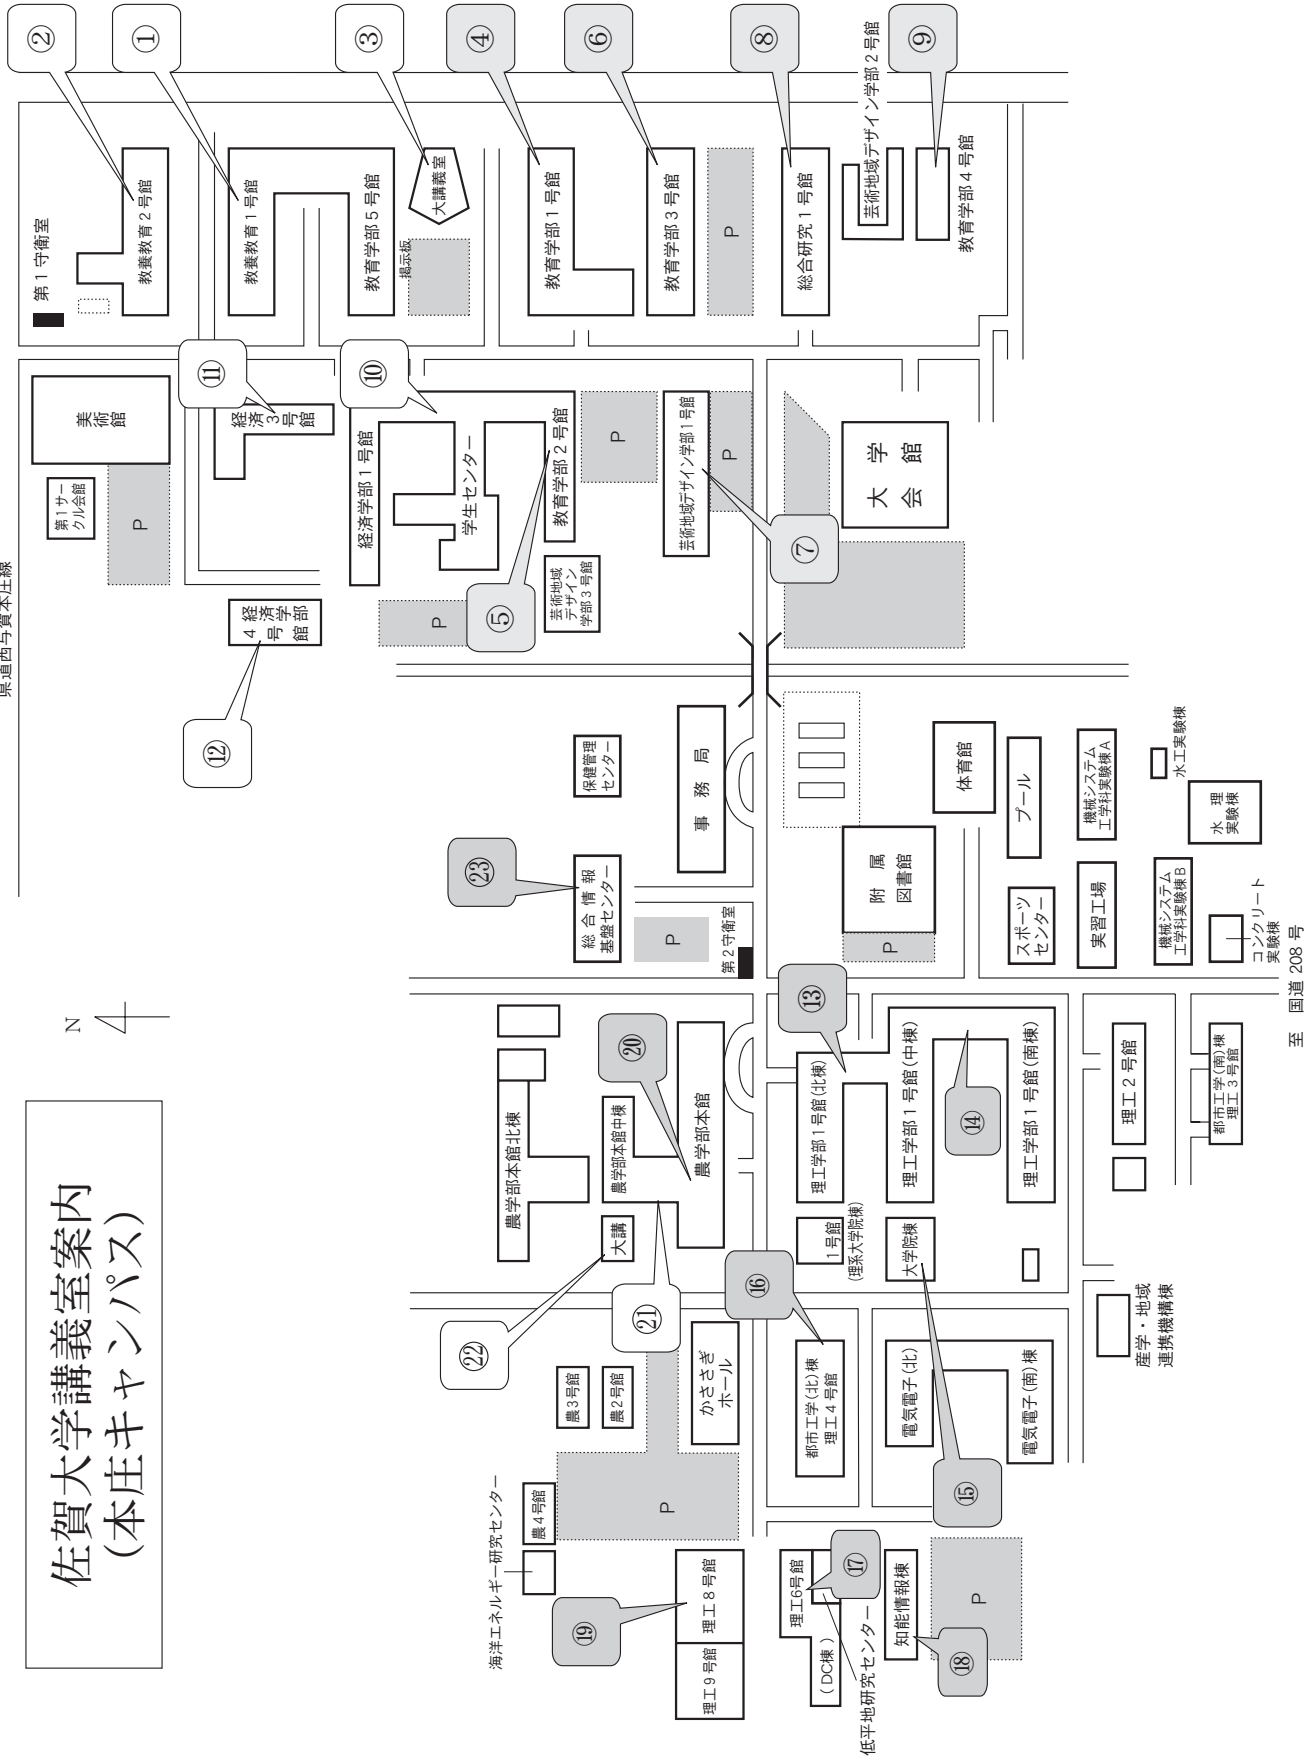 佐賀大学講義室案内
(本庄キャンパス)
N
県道西与賀本庄線
②
①
③
④
⑥
⑧
⑨
第1守衛室
教養教育2号館
教養教育1号館
教育学部5号館
大講義室
掲示板
教育学部1号館
教育学部3号館
P
総合研究1号館
芸術地域デザイン学部2号館
教育学部4号館
美術館
第1サー
クル会館
P
⑪
経済3号館
⑩
経済学部1号館
学生センター
教育学部2号館
P
芸術地域デザイン学部1号館
P
⑦
大学
会館
経済学部
4号館
⑫
P
⑤
芸術地域
デザイン
学部3号館
保健管理
センター
事務局
㉓
総合情報
基盤センター
P
第2守衛室
附属
図書館
P
体育館
プール
スポーツ
センター
機械システム
工学科実験棟A
実習工場
水工実験棟
水理
実験棟
機械システム
工学科実験棟B
コンクリート
実験棟
至 国道208号
農学部本館北棟
⑳
農学部本館中棟
農学部本館
大講
㉒
㉑
⑬
理工学部1号館(北棟)
理工学部1号館(中棟)
⑭
理工学部1号館(南棟)
理工2号館
都市工学(南)棟
理工3号館
1号館
(理系大学院棟)
大学院棟
⑯
産学・地域
連携機構棟
農3号館
農2号館
かささぎ
ホール
都市工学(北)棟
理工4号館
電気電子(北)
電気電子(南)棟
⑮
海洋エネルギー研究センター
農4号館
P
⑲
理工8号館
理工9号館
理工6号館
(DC棟)
⑰
低平地研究センター
知能情報棟
⑱
P